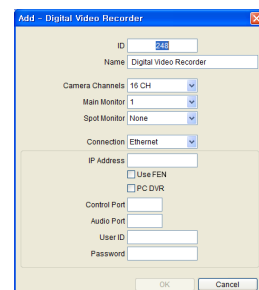 Add - Digital Video Recorder
ID 248
Name Digital Video Recorder
Camera Channels 16 CH
Main Monitor 1
Spot Monitor None
Connection Ethernet
IP Address
Use FEN
PC DVR
Control Port
Audio Port
User ID
Password
OK Cancel